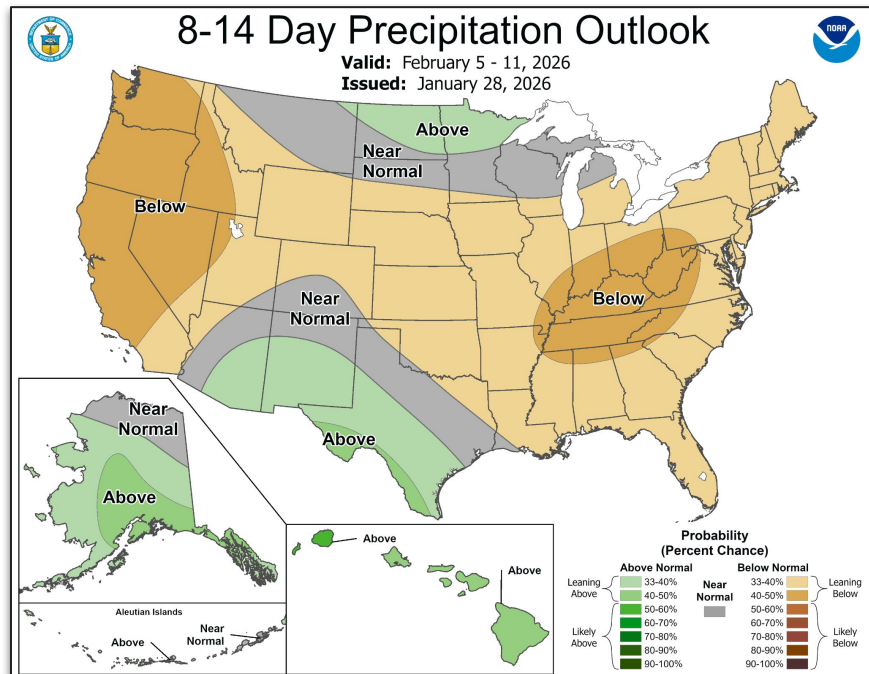 8-14 Day Precipitation Outlook
Valid: February 5 - 11, 2026
Issued: January 28, 2026
NOAA
Above
Near
Normal
Below
Near
Normal
Below
Above
Near
Normal
Above
Aleutian Islands
Above
Near
Normal
Above
Above
Probability
(Percent Chance)
Above Normal
Below Normal
Leaning
Above
33-40%
40-50%
50-60%
60-70%
70-80%
80-90%
90-100%
Likely
Above
Near
Normal
33-40%
40-50%
50-60%
60-70%
70-80%
80-90%
90-100%
Leaning
Below
Likely
Below